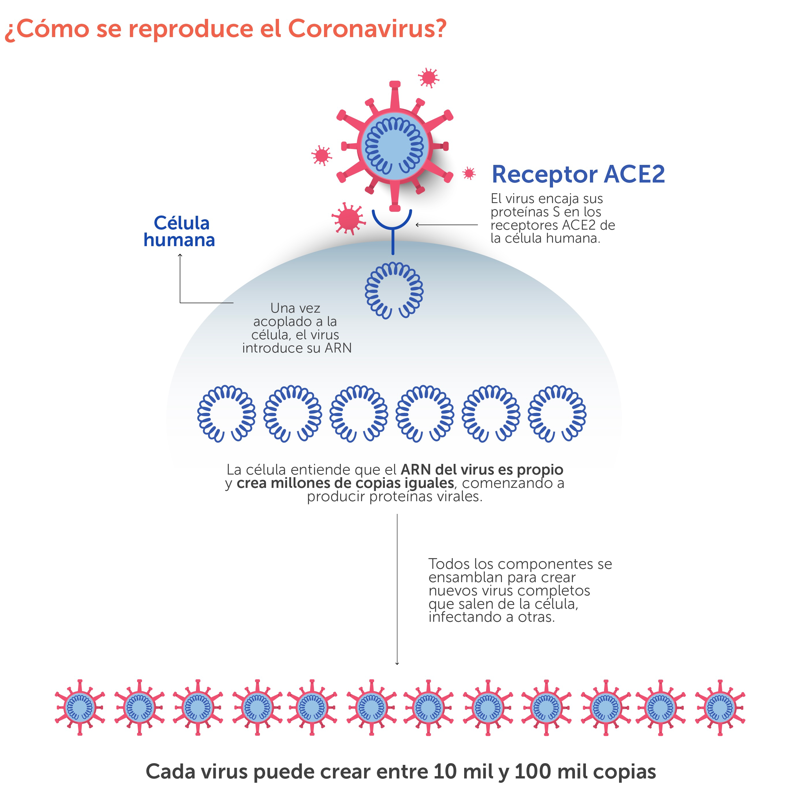 ¿Cómo se reproduce el Coronavirus?
Receptor ACE2
El virus encaja sus
proteínas S en los
receptores ACE2 de
la célula humana.
Célula
humana
Una vez
acoplado a la
célula, el virus
introduce su ARN
La célula entiende que el ARN del virus es propio
y crea millones de copias iguales, comenzando a
producir proteínas virales.
Todos los componentes se
ensamblan para crear
nuevos virus completos
que salen de la célula,
infectando a otras.
Cada virus puede crear entre 10 mil y 100 mil copias